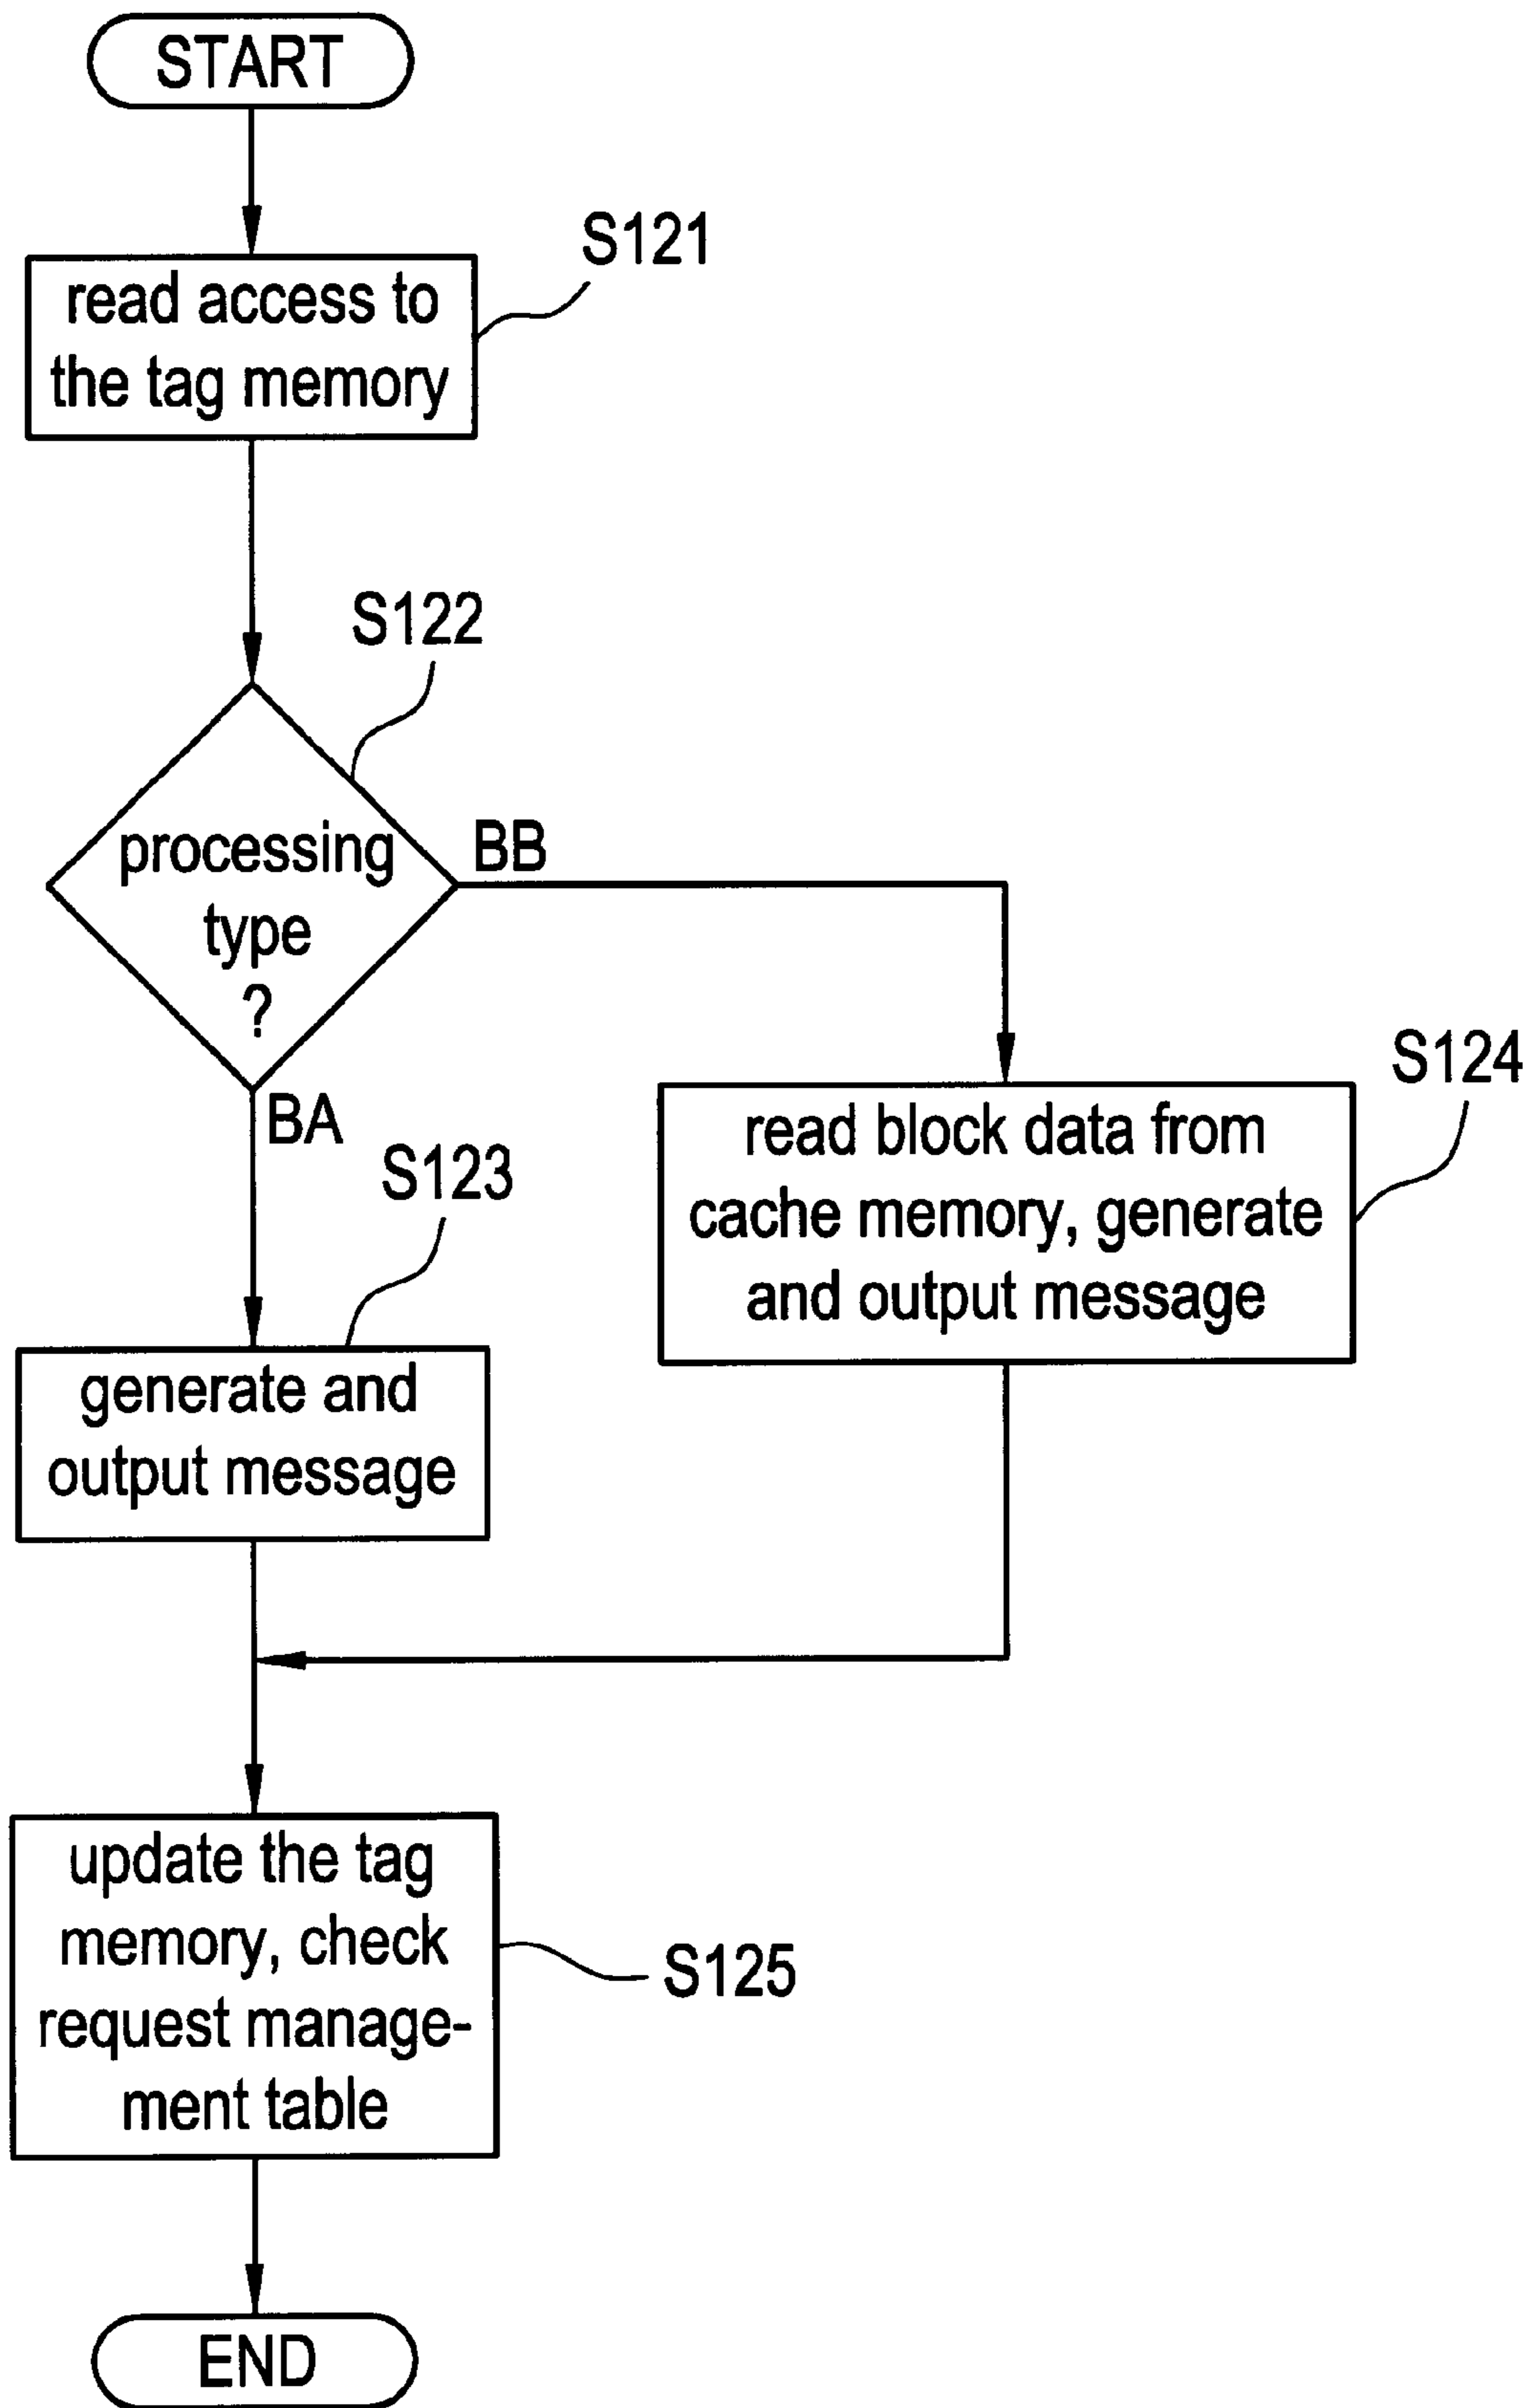 START
S121
read access to
the tag memory
S122
processing
type
?
BB
BA
S123
S124
read block data from
cache memory, generate
and output message
generate and
output message
update the tag
memory, check
request manage-
ment table
S125
END